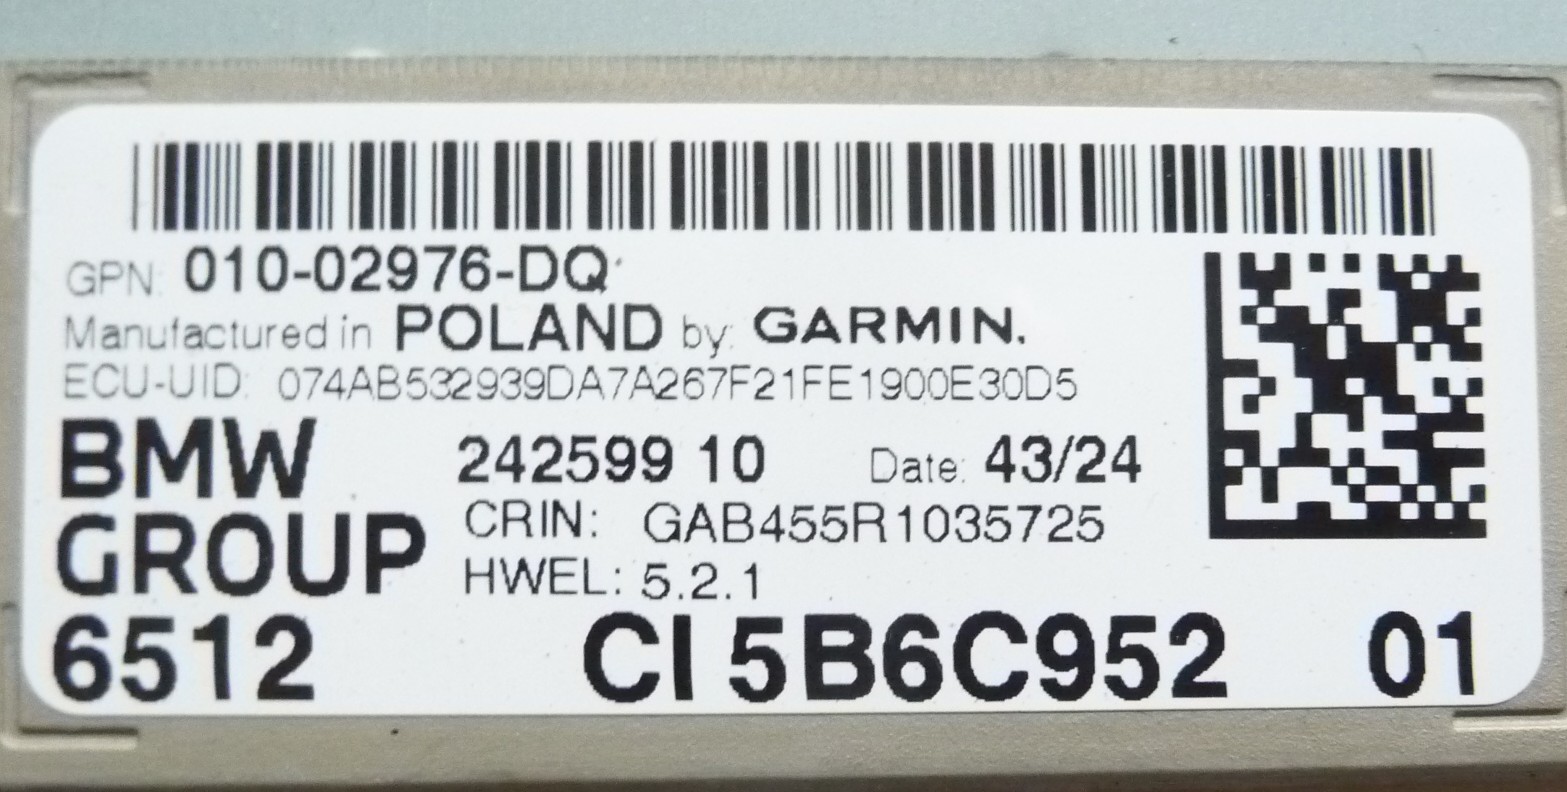 GPN: 010-02976-DQ
Manufactured in POLAND by: GARMIN.
ECU-UID: 074AB532939DA7A267F21FE1900E30D5
BMW GROUP
242599 10 Date: 43/24
CRIN: GAB455R1035725
HWEL: 5.2.1
6512 CI 5B6C952 01